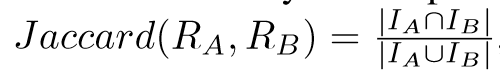 Jaccard(R_A, R_B) = \frac{|I_A \cap I_B|}{|I_A \cup I_B|}.